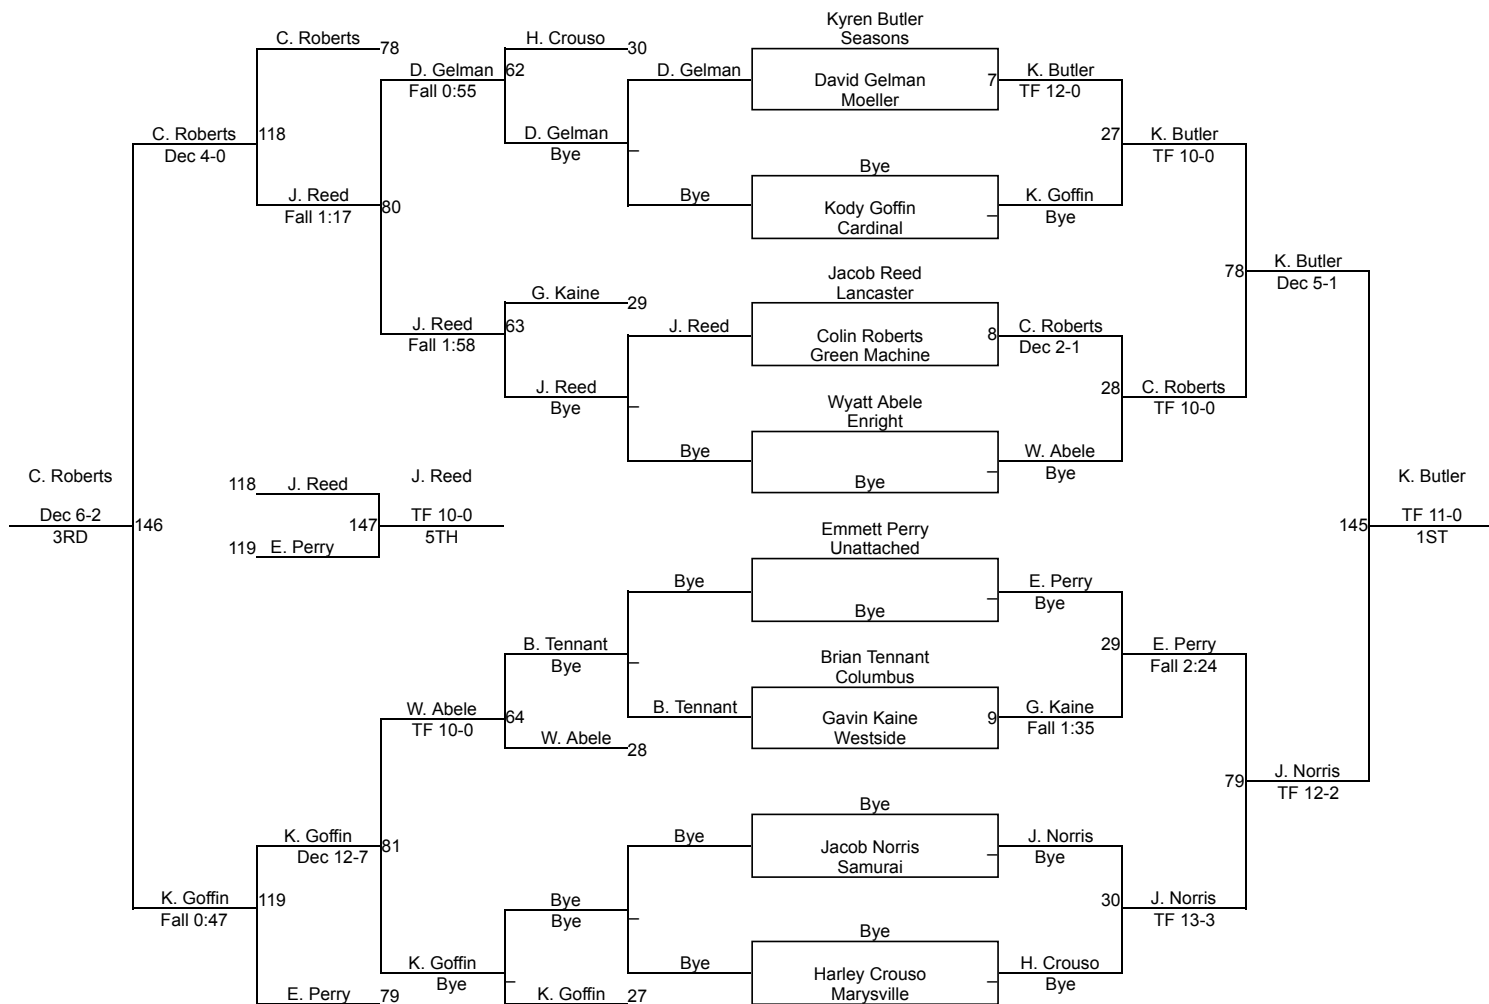 Kyren Butler
Seasons
C. Roberts
78
H. Crouso
30
D. Gelman
62
Fall 0:55
D. Gelman
David Gelman
Moeller
7
K. Butler
TF 12-0
C. Roberts
118
Dec 4-0
D. Gelman
Bye
27
K. Butler
TF 10-0
Bye
J. Reed
80
Fall 1:17
Bye
Kody Goffin
Cardinal
K. Goffin
Bye
Jacob Reed
Lancaster
78
K. Butler
Dec 5-1
G. Kaine
29
J. Reed
63
Fall 1:58
J. Reed
Colin Roberts
Green Machine
8
C. Roberts
Dec 2-1
J. Reed
Bye
Wyatt Abele
Enright
28
C. Roberts
TF 10-0
Bye
Bye
W. Abele
Bye
C. Roberts
118
J. Reed
J. Reed
K. Butler
Dec 6-2
3RD
146
147
TF 10-0
5TH
145
TF 11-0
1ST
119
E. Perry
Emmett Perry
Unattached
Bye
Bye
E. Perry
Bye
B. Tennant
Bye
Brian Tennant
Columbus
29
E. Perry
Fall 2:24
W. Abele
64
TF 10-0
B. Tennant
Gavin Kaine
Westside
9
G. Kaine
Fall 1:35
W. Abele
28
79
J. Norris
TF 12-2
Bye
K. Goffin
81
Dec 12-7
Bye
Jacob Norris
Samurai
J. Norris
Bye
K. Goffin
119
Fall 0:47
Bye
Bye
30
J. Norris
TF 13-3
Bye
K. Goffin
Bye
Bye
Harley Crouso
Marysville
H. Crouso
Bye
E. Perry
79
K. Goffin
27